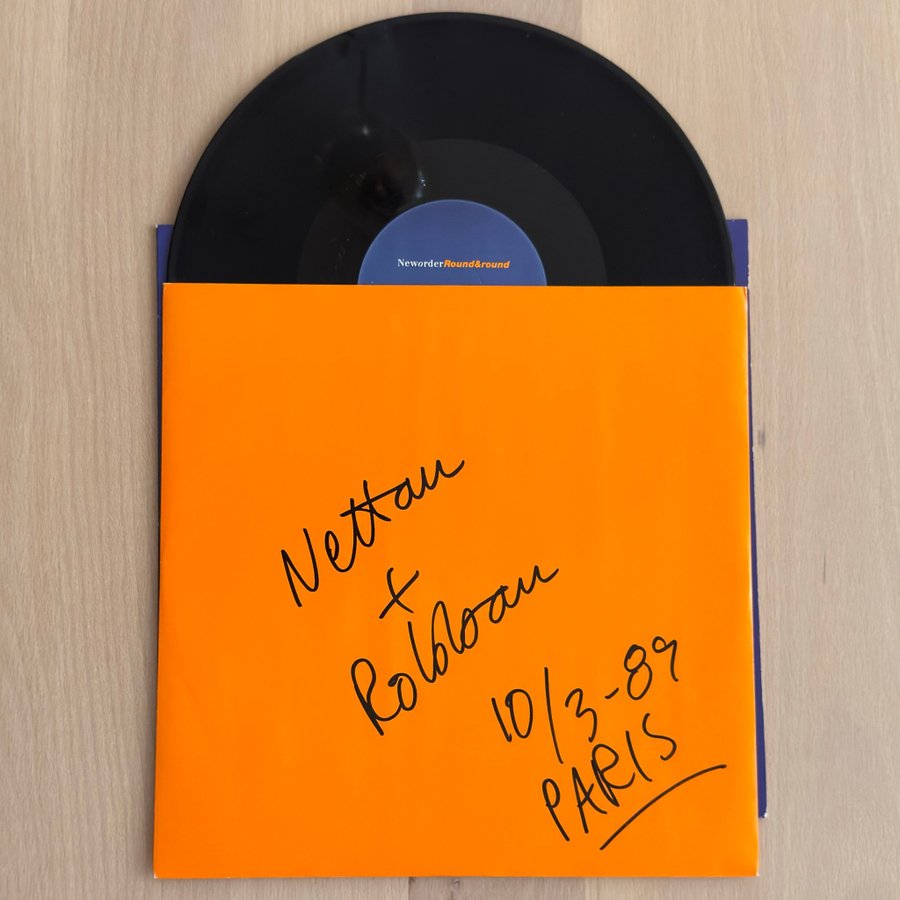 NeworderRound&round
Nettan
+
Robban
10/3-89
PARIS